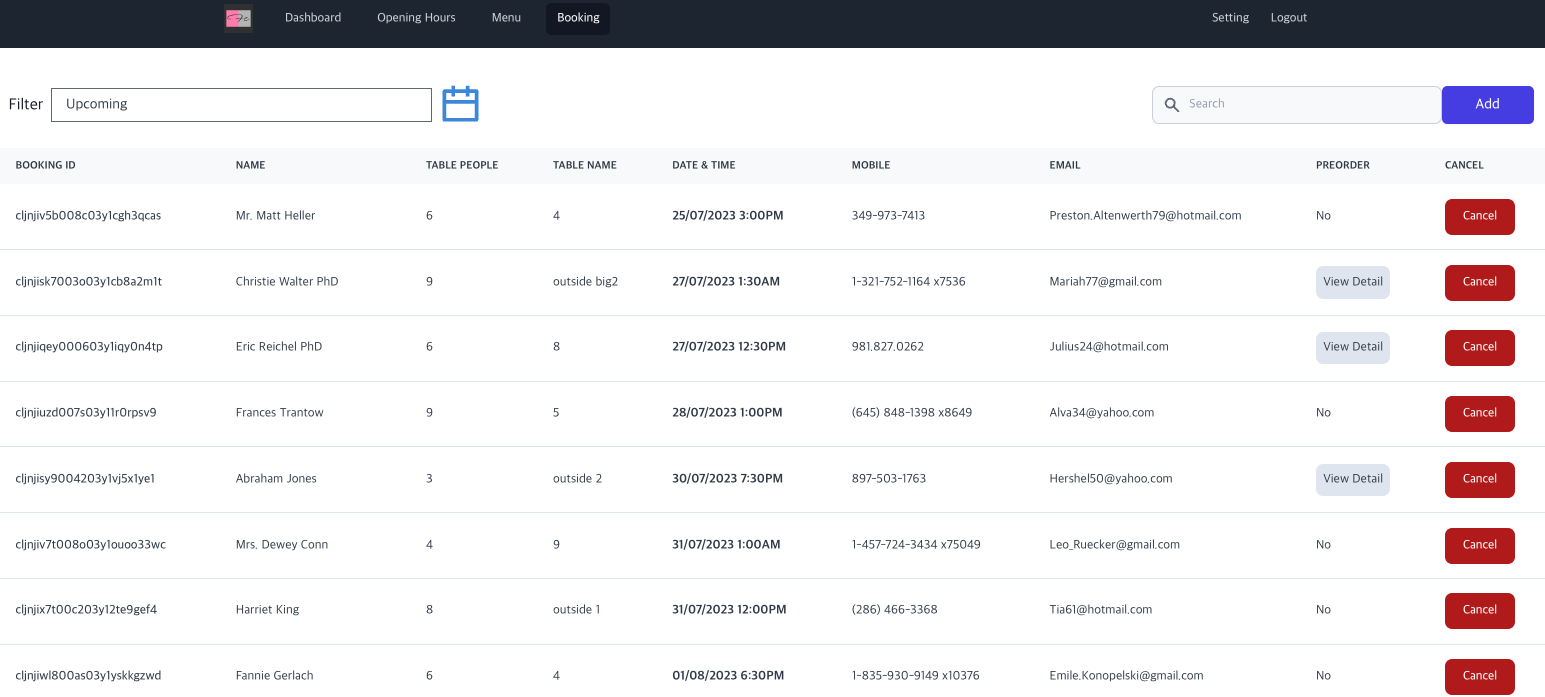 Dashboard Opening Hours Menu Booking Setting Logout
Filter Upcoming Search Add
BOOKING ID NAME TABLE PEOPLE TABLE NAME DATE & TIME MOBILE EMAIL PREORDER CANCEL
cljnjiv5b008c03y1cgh3qcas Mr. Matt Heller 6 4 25/07/2023 3:00PM 349-973-7413 Preston.Altenwerth79@hotmail.com No Cancel
cljnjisk7003o03y1cb8a2m1t Christie Walter PhD 9 outside big2 27/07/2023 1:30AM 1-321-752-1164 x7536 Mariah77@gmail.com View Detail Cancel
cljnjiqey000603y1iqy0n4tp Eric Reichel PhD 6 8 27/07/2023 12:30PM 981.827.0262 Julius24@hotmail.com View Detail Cancel
cljnjiuzd007s03y11r0rpsv9 Frances Trantow 9 5 28/07/2023 1:00PM (645) 848-1398 x8649 Alva34@yahoo.com No Cancel
cljnjisy9004203y1vj5x1ye1 Abraham Jones 3 outside 2 30/07/2023 7:30PM 897-503-1763 Hershel50@yahoo.com View Detail Cancel
cljnjiv7t008o03y1ouoo33wc Mrs. Dewey Conn 4 9 31/07/2023 1:00AM 1-457-724-3434 x75049 Leo_Ruecker@gmail.com No Cancel
cljnjix7t00c203y12te9gef4 Harriet King 8 outside 1 31/07/2023 12:00PM (286) 466-3368 Tia61@hotmail.com No Cancel
cljnjiwl800as03y1yskkgzwd Fannie Gerlach 6 4 01/08/2023 6:30PM 1-835-930-9149 x10376 Emile.Konopelski@gmail.com No Cancel